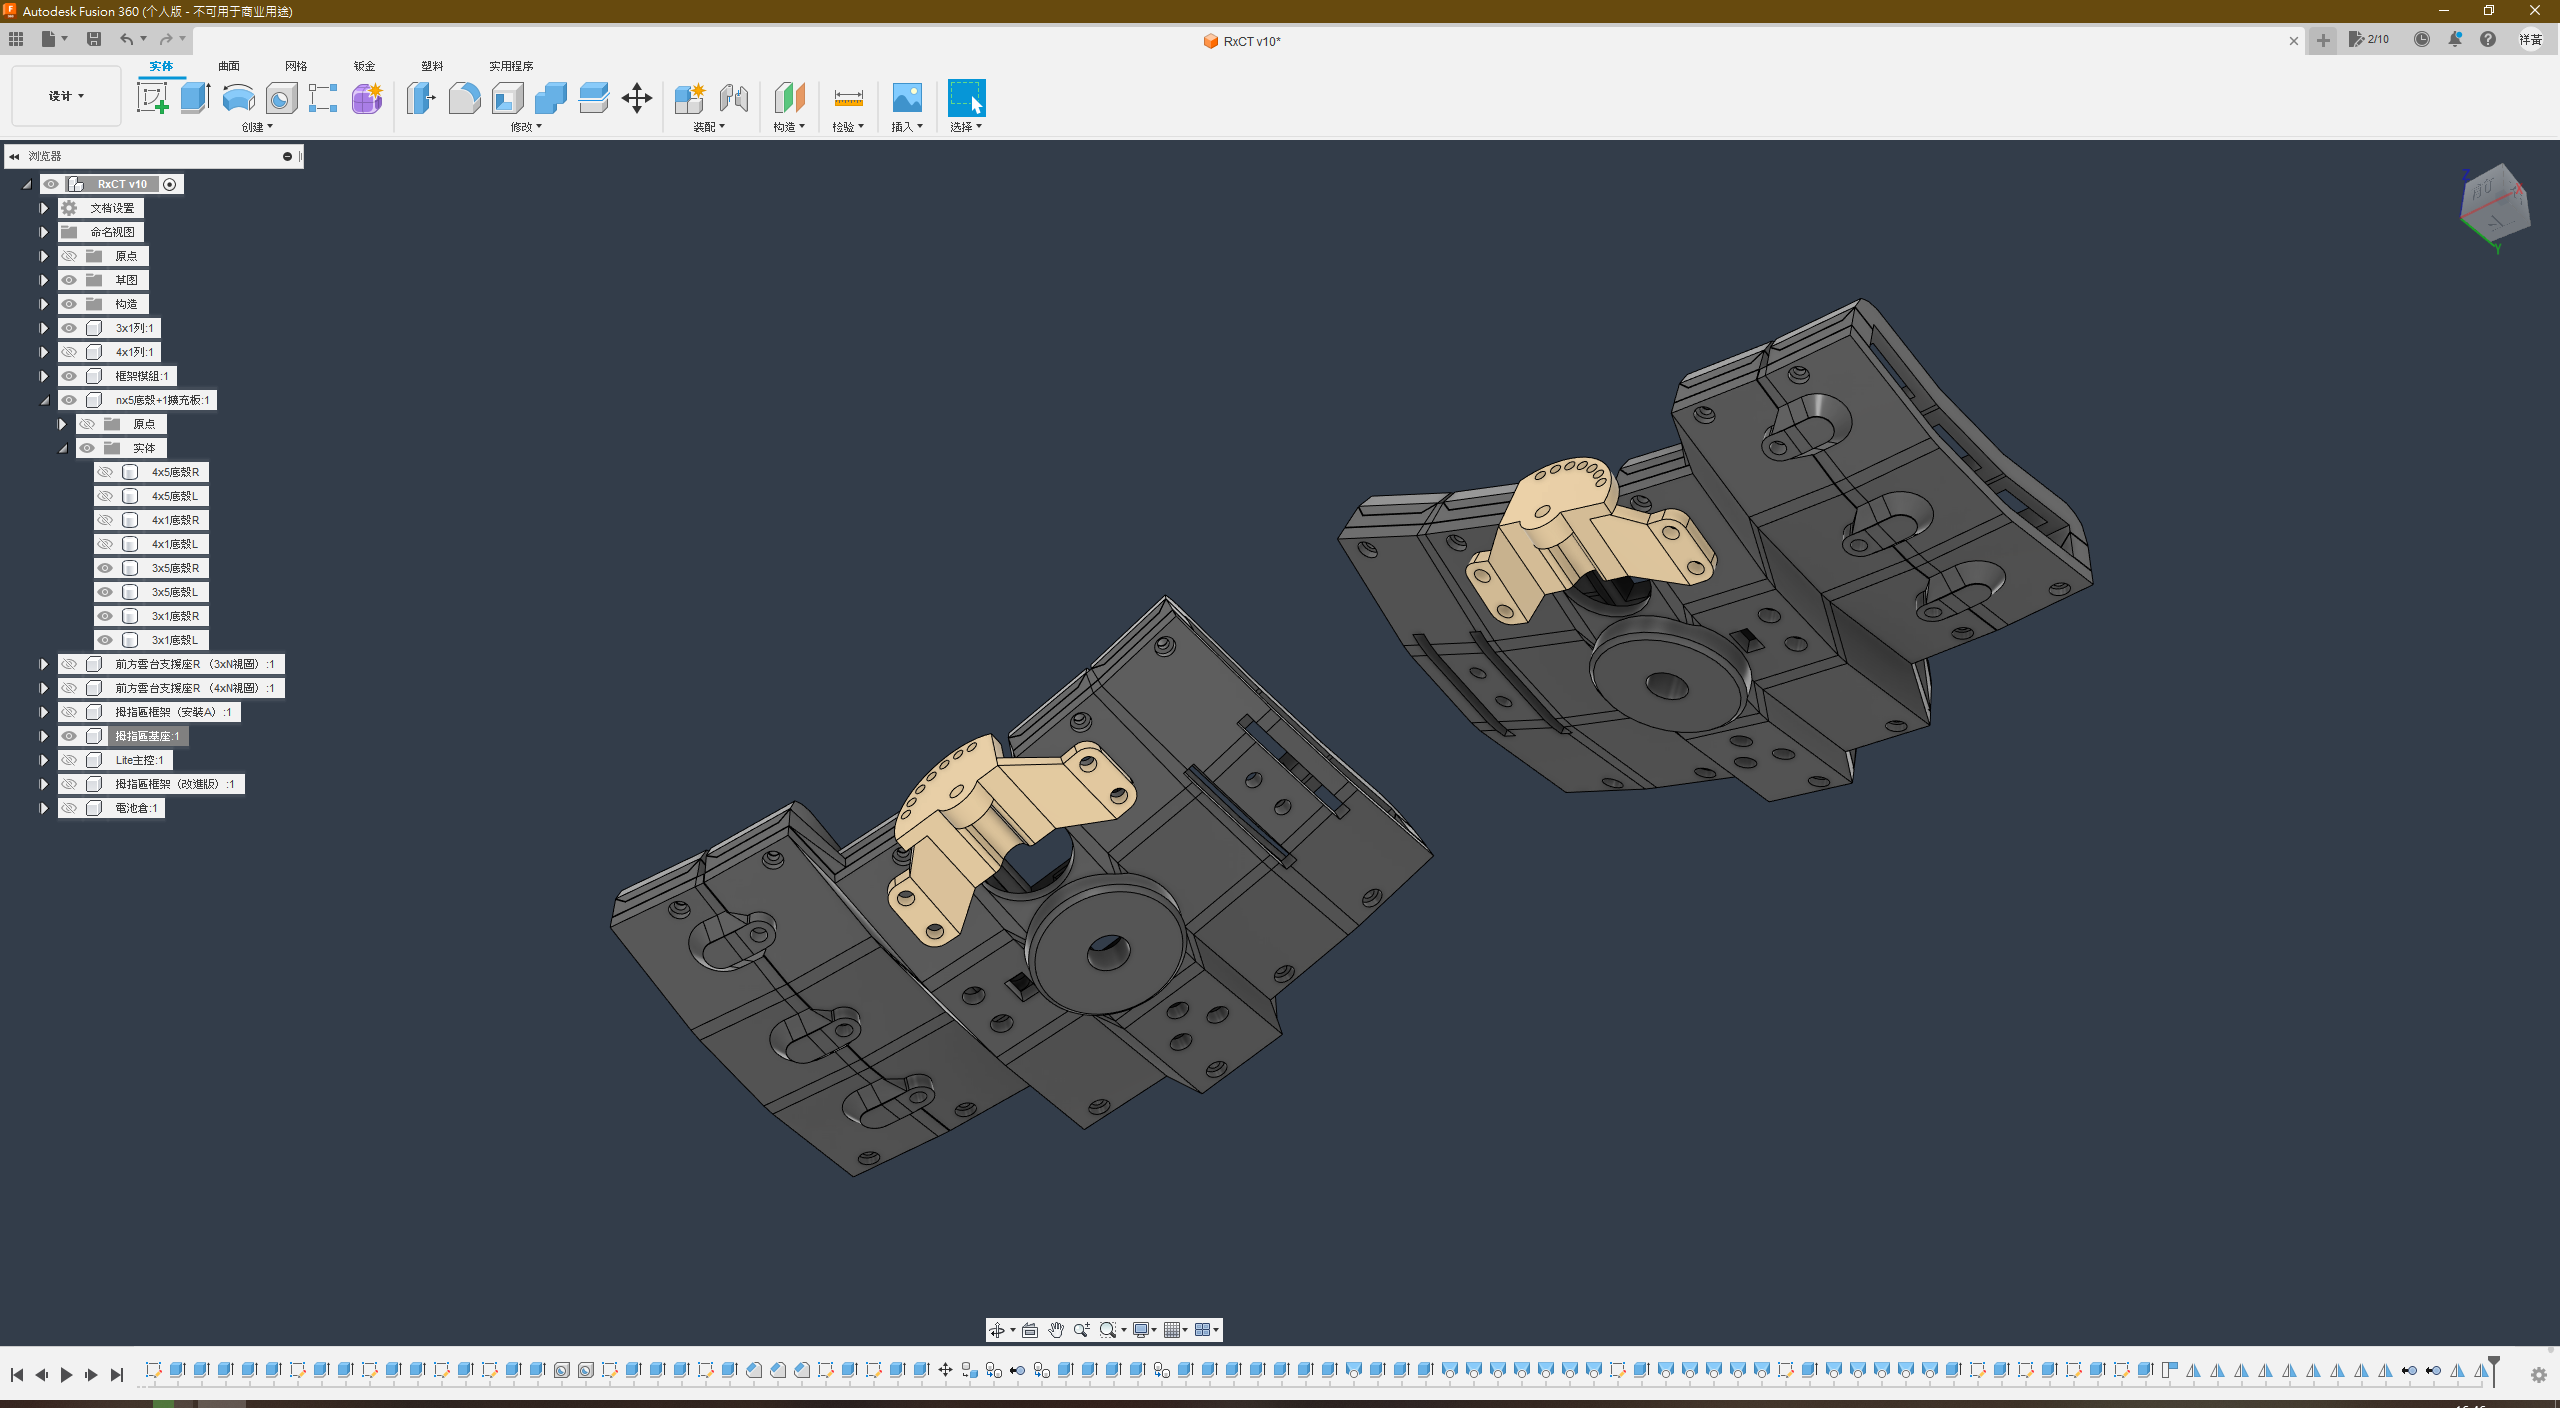 Autodesk Fusion 360 (个人版 - 不可用于商业用途)
RxCT v10*
2/10
祥黃
设计
实体 曲面 网格 钣金 塑料 实用程序
创建 修改 装配 构造 检验 插入 选择
浏览器
RxCT v10
文档设置
命名视图
原点
草图
构造
3x1列:1
4x1列:1
框架模組:1
nx5底殼+1擴充板:1
原点
实体
4x5底殼R
4x5底殼L
4x1底殼R
4x1底殼L
3x5底殼R
3x5底殼L
3x1底殼R
3x1底殼L
前方雲台支援座R（3xN視圖）:1
前方雲台支援座R（4xN視圖）:1
拇指區框架（安裝A）:1
拇指區基座:1
Lite主控:1
拇指區框架（改進版）:1
電池倉:1
Z
X
Y